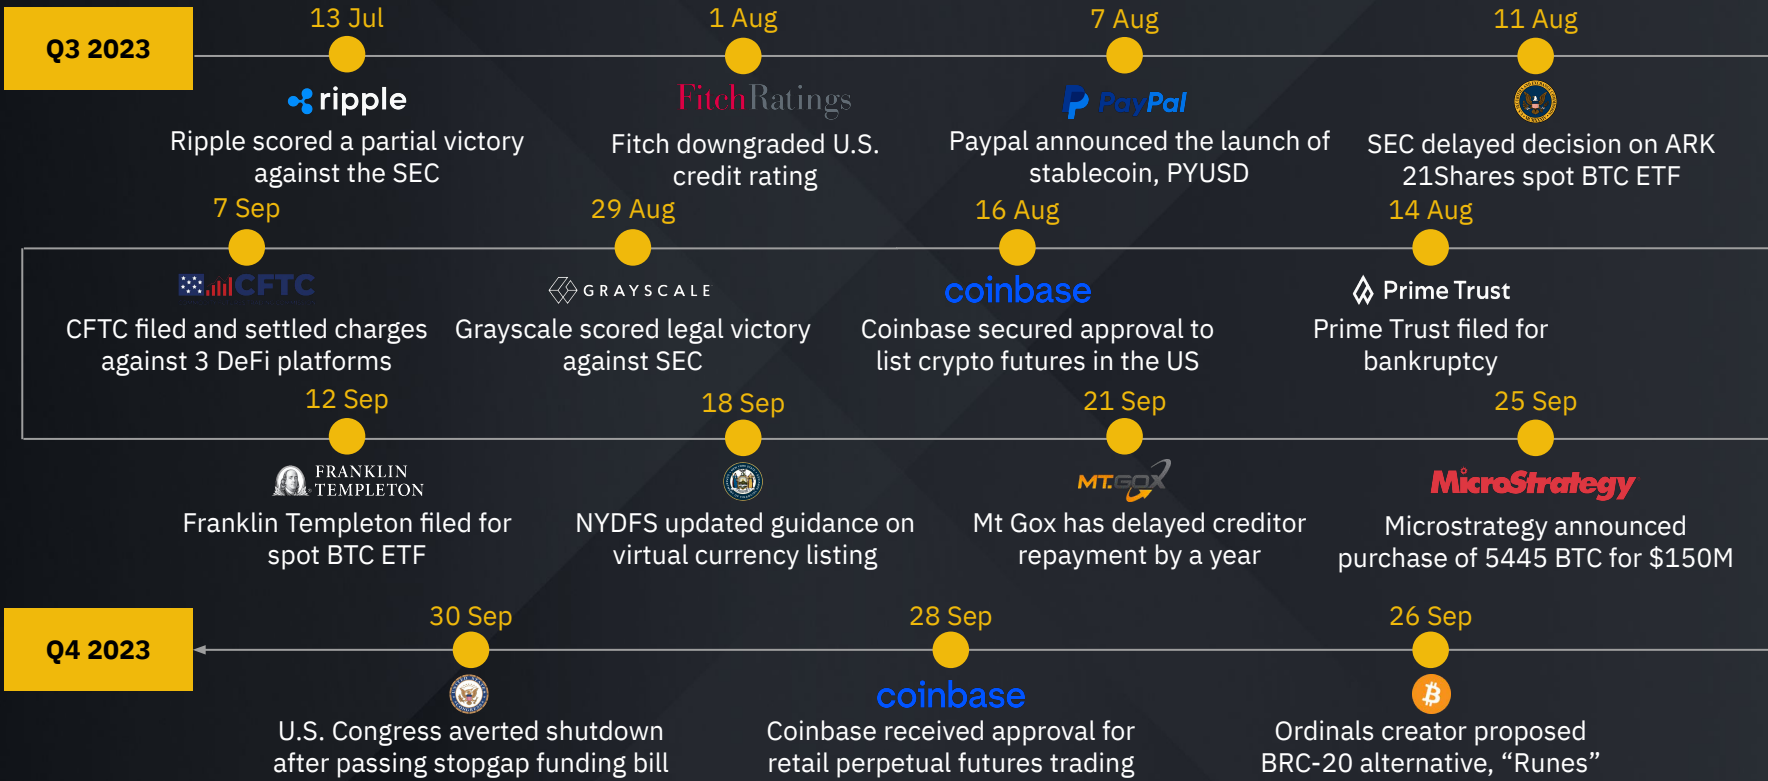 Q3 2023
13 Jul
ripple
Ripple scored a partial victory
against the SEC
1 Aug
FitchRatings
Fitch downgraded U.S.
credit rating
7 Aug
PayPal
Paypal announced the launch of
stablecoin, PYUSD
11 Aug
SEC delayed decision on ARK
21Shares spot BTC ETF
14 Aug
Prime Trust
Prime Trust filed for
bankruptcy
16 Aug
coinbase
Coinbase secured approval to
list crypto futures in the US
29 Aug
GRAYSCALE
Grayscale scored legal victory
against SEC
7 Sep
CFTC
CFTC filed and settled charges
against 3 DeFi platforms
12 Sep
FRANKLIN
TEMPLETON
Franklin Templeton filed for
spot BTC ETF
18 Sep
NYDFS updated guidance on
virtual currency listing
21 Sep
MT.GOX
Mt Gox has delayed creditor
repayment by a year
25 Sep
MicroStrategy
Microstrategy announced
purchase of 5445 BTC for $150M
26 Sep
Ordinals creator proposed
BRC-20 alternative, “Runes”
28 Sep
coinbase
Coinbase received approval for
retail perpetual futures trading
30 Sep
U.S. Congress averted shutdown
after passing stopgap funding bill
Q4 2023